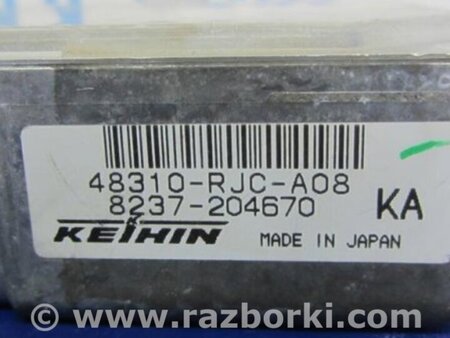 48310-RJC-A08
8237-204670 KA
KEIHIN MADE IN JAPAN
www.razborki.com